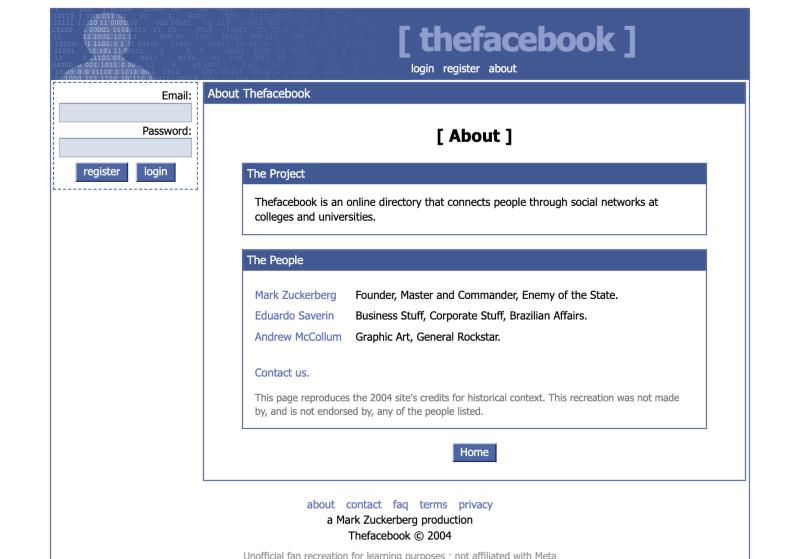 [ thefacebook ]
login register about
Email:
Password:
register login
About Thefacebook
[ About ]
The Project
Thefacebook is an online directory that connects people through social networks at
colleges and universities.
The People
Mark Zuckerberg Founder, Master and Commander, Enemy of the State.
Eduardo Saverin Business Stuff, Corporate Stuff, Brazilian Affairs.
Andrew McCollum Graphic Art, General Rockstar.
Contact us.
This page reproduces the 2004 site's credits for historical context. This recreation was not made
by, and is not endorsed by, any of the people listed.
Home
about contact faq terms privacy
a Mark Zuckerberg production
Thefacebook © 2004
Unofficial fan recreation for learning purposes · not affiliated with Meta